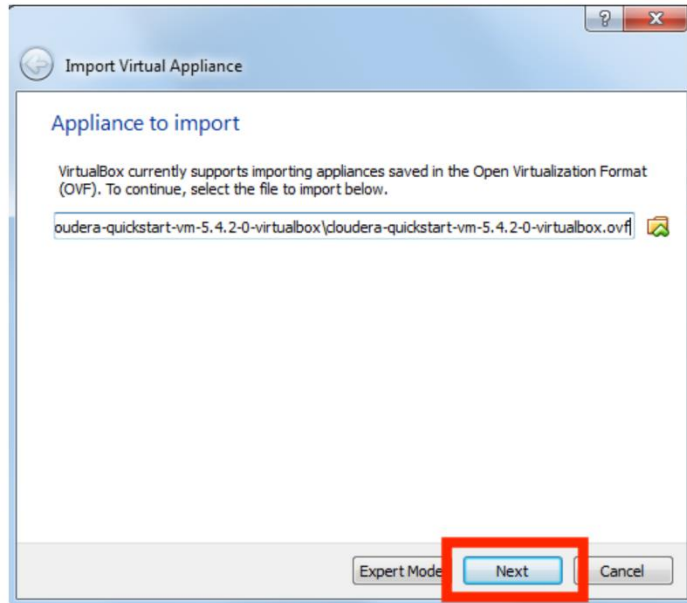 Import Virtual Appliance
Appliance to import
VirtualBox currently supports importing appliances saved in the Open Virtualization Format
(OVF). To continue, select the file to import below.
oudera-quickstart-vm-5.4.2-0-virtualbox\cloudera-quickstart-vm-5.4.2-0-virtualbox.ovf
Expert Mode Next Cancel